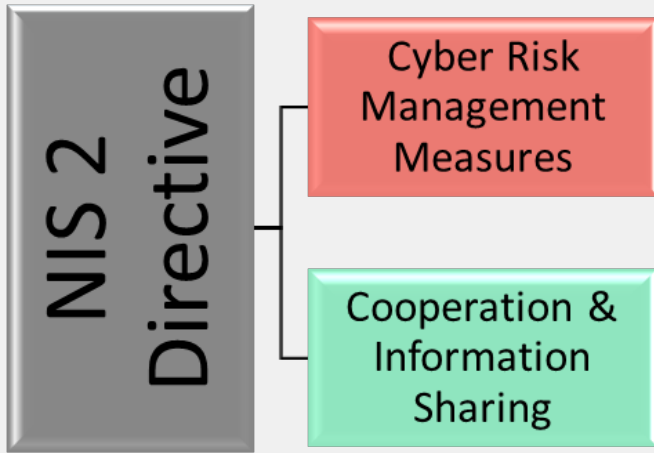 NIS 2
Directive
Cyber Risk
Management
Measures
Cooperation &
Information
Sharing